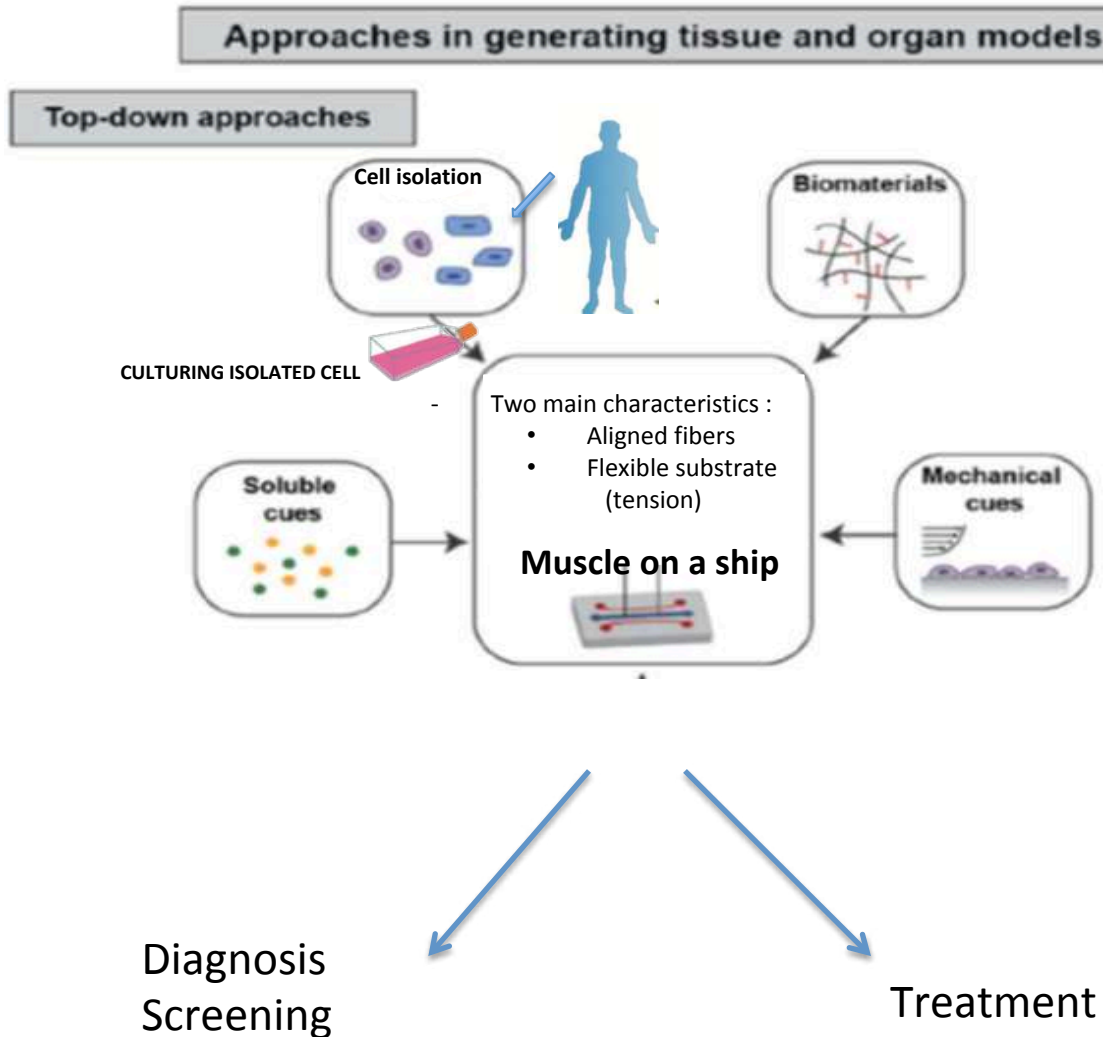 Approaches in generating tissue and organ models
Top-down approaches
Cell isolation
Biomaterials
CULTURING ISOLATED CELL
- Two main characteristics :
• Aligned fibers
• Flexible substrate
(tension)
Soluble
cues
Mechanical
cues
Muscle on a ship
Diagnosis
Screening
Treatment